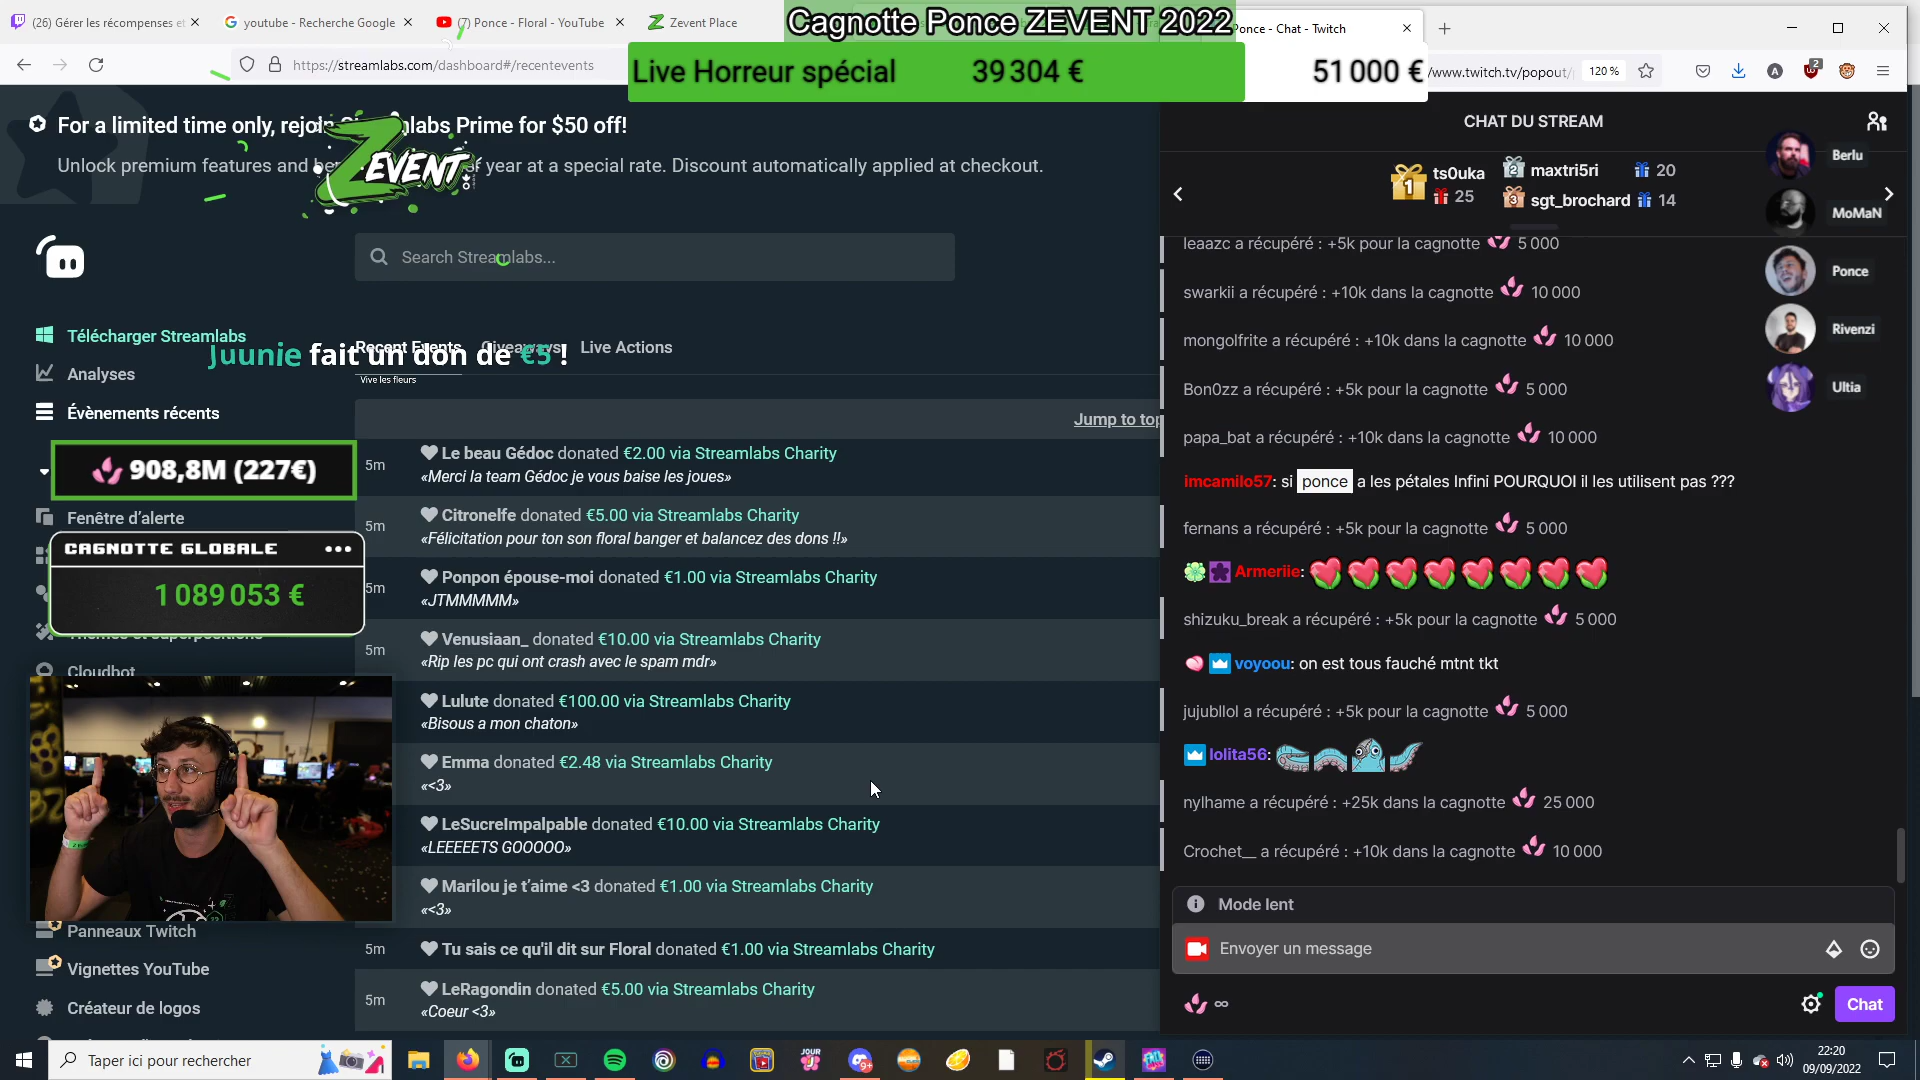 (26) Gérer les récompenses et
youtube - Recherche Google
(7) Ponce - Floral - YouTube
Zevent Place
Cagnotte Ponce ZEVENT 2022
Ponce - Chat - Twitch
https://streamlabs.com/dashboard#/recentevents
Live Horreur spécial 39 304 € 51 000 €
/www.twitch.tv/popout/
120 %
2
For a limited time only, rejoin Streamlabs Prime for $50 off!
Unlock premium features and
year at a special rate. Discount automatically applied at checkout.
ZEVENT
Search Streamlabs...
Télécharger Streamlabs
Analyses
Évènements récents
Recent Events Giveaways Live Actions
Juunie fait un don de €5 !
Vive les fleurs
Jump to top
908,8M (227€)
Fenêtre d'alerte
CAGNOTTE GLOBALE
1 089 053 €
Thèmes et superpositions
Cloudbot
Panneaux Twitch
Vignettes YouTube
Créateur de logos
5m Le beau Gédoc donated €2.00 via Streamlabs Charity
«Merci la team Gédoc je vous baise les joues»
5m Citronelfe donated €5.00 via Streamlabs Charity
«Félicitation pour ton son floral banger et balancez des dons !!»
5m Ponpon épouse-moi donated €1.00 via Streamlabs Charity
«JTMMMMM»
5m Venusiaan_ donated €10.00 via Streamlabs Charity
«Rip les pc qui ont crash avec le spam mdr»
Lulute donated €100.00 via Streamlabs Charity
«Bisous a mon chaton»
Emma donated €2.48 via Streamlabs Charity
«<3»
LeSucreImpalpable donated €10.00 via Streamlabs Charity
«LEEEEETS GOOOOO»
Marilou je t'aime <3 donated €1.00 via Streamlabs Charity
«<3»
5m Tu sais ce qu'il dit sur Floral donated €1.00 via Streamlabs Charity
5m LeRagondin donated €5.00 via Streamlabs Charity
«Coeur <3»
CHAT DU STREAM
1 ts0uka 25
2 maxtri5ri 20
3 sgt_brochard 14
Berlu
MoMaN
Ponce
Rivenzi
Ultia
leaazc a récupéré : +5k pour la cagnotte 5 000
swarkii a récupéré : +10k dans la cagnotte 10 000
mongolfrite a récupéré : +10k dans la cagnotte 10 000
Bon0zz a récupéré : +5k pour la cagnotte 5 000
papa_bat a récupéré : +10k dans la cagnotte 10 000
imcamilo57: si ponce a les pétales Infini POURQUOI il les utilisent pas ???
fernans a récupéré : +5k pour la cagnotte 5 000
Armeriie:
shizuku_break a récupéré : +5k pour la cagnotte 5 000
voyoou: on est tous fauché mtnt tkt
jujubllol a récupéré : +5k pour la cagnotte 5 000
lolita56:
nylhame a récupéré : +25k dans la cagnotte 25 000
Crochet__ a récupéré : +10k dans la cagnotte 10 000
Mode lent
Envoyer un message
∞
Chat
Taper ici pour rechercher
22:20
09/09/2022